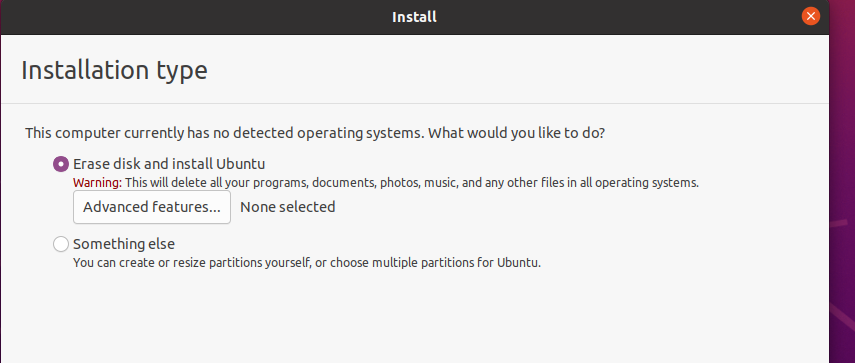 Install
Installation type
This computer currently has no detected operating systems. What would you like to do?
Erase disk and install Ubuntu
Warning: This will delete all your programs, documents, photos, music, and any other files in all operating systems.
Advanced features... None selected
Something else
You can create or resize partitions yourself, or choose multiple partitions for Ubuntu.